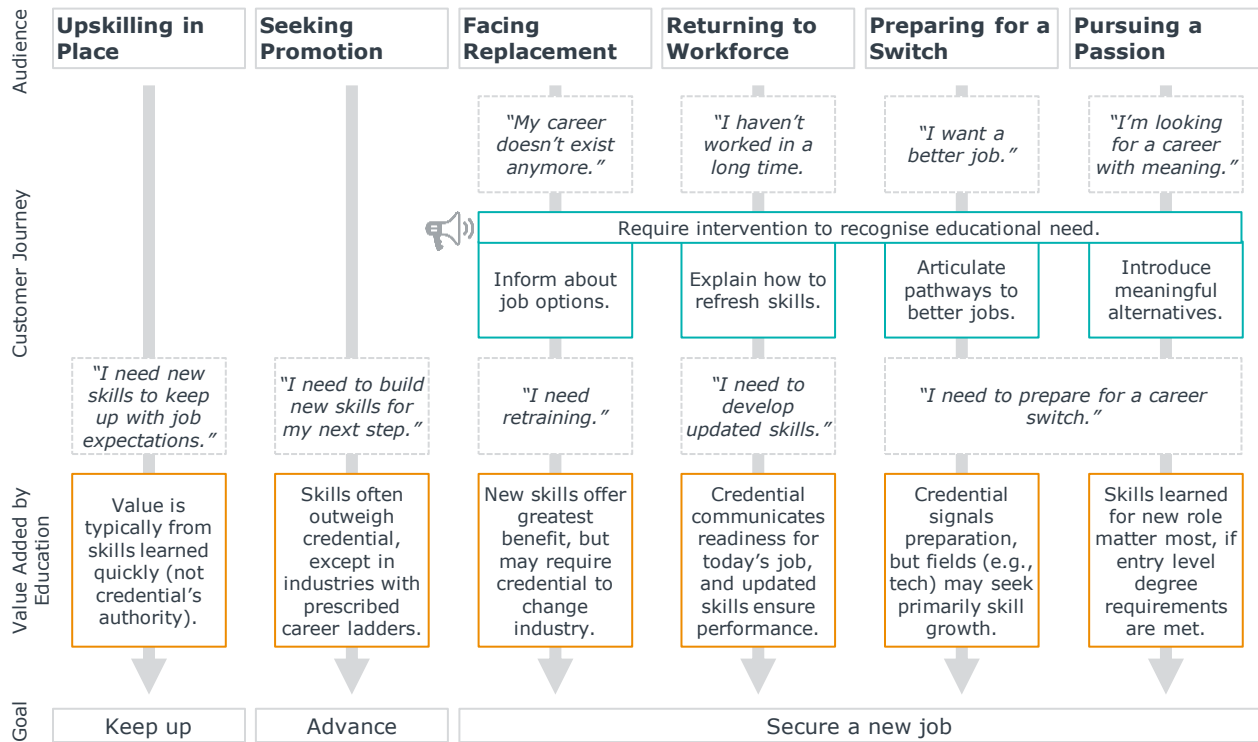 Audience
Upskilling in
Place
Seeking
Promotion
Facing
Replacement
Returning to
Workforce
Preparing for a
Switch
Pursuing a
Passion
Customer Journey
“My career
doesn’t exist
anymore.”
“I haven’t
worked in a
long time.
“I want a
better job.”
“I’m looking
for a career
with meaning.”
Require intervention to recognise educational need.
Inform about
job options.
Explain how to
refresh skills.
Articulate
pathways to
better jobs.
Introduce
meaningful
alternatives.
“I need new
skills to keep
up with job
expectations.”
“I need to build
new skills for
my next step.”
“I need
retraining.”
“I need to
develop
updated skills.”
“I need to prepare for a career
switch.”
Value Added by
Education
Value is
typically from
skills learned
quickly (not
credential’s
authority).
Skills often
outweigh
credential,
except in
industries with
prescribed
career ladders.
New skills offer
greatest
benefit, but
may require
credential to
change
industry.
Credential
communicates
readiness for
today’s job,
and updated
skills ensure
performance.
Credential
signals
preparation,
but fields (e.g.,
tech) may seek
primarily skill
growth.
Skills learned
for new role
matter most, if
entry level
degree
requirements
are met.
Goal
Keep up
Advance
Secure a new job